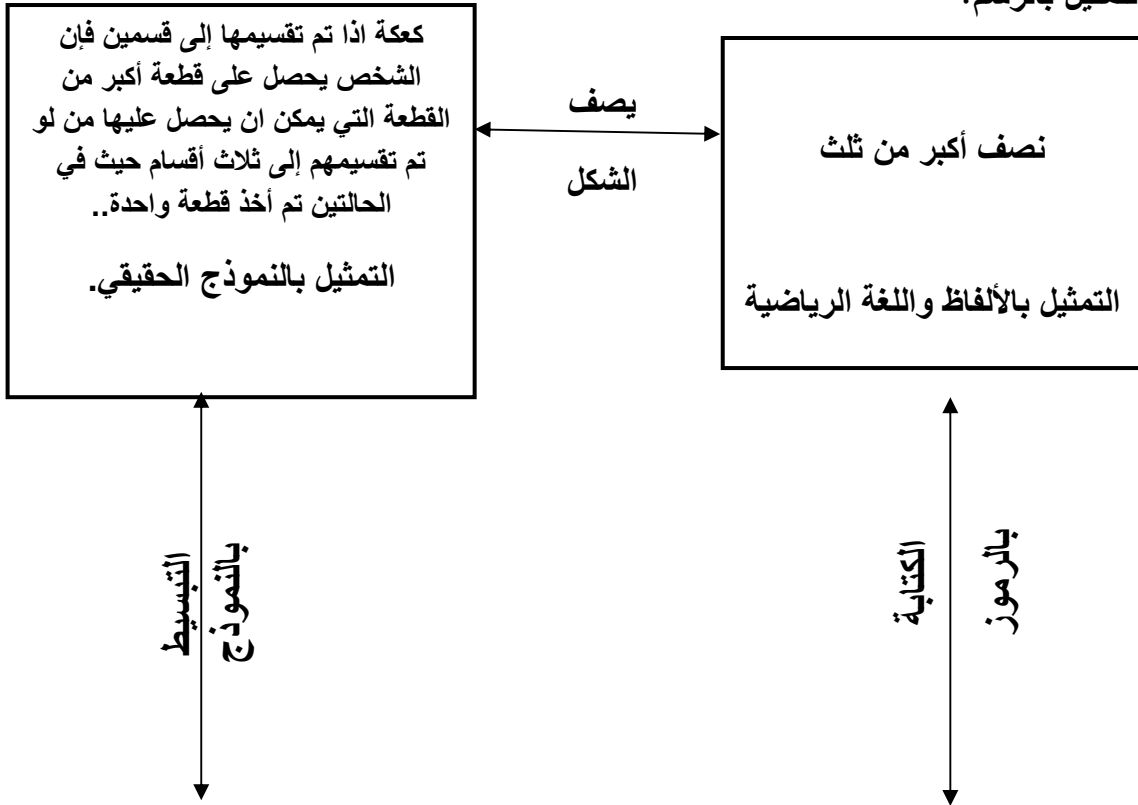 كعكة اذا تم تقسيمها إلى قسمين فإن
الشخص يحصل على قطعة أكبر من
القطعة التي يمكن ان يحصل عليها من لو
تم تقسيمهم إلى ثلاث أقسام حيث في
الحالتين تم أخذ قطعة واحدة..
التمثيل بالنموذج الحقيقي.
يصف
الشكل
نصف أكبر من ثلث
التمثيل بالألفاظ واللغة الرياضية
التبسيط
بالنموذج
الكتابة
بالرموز